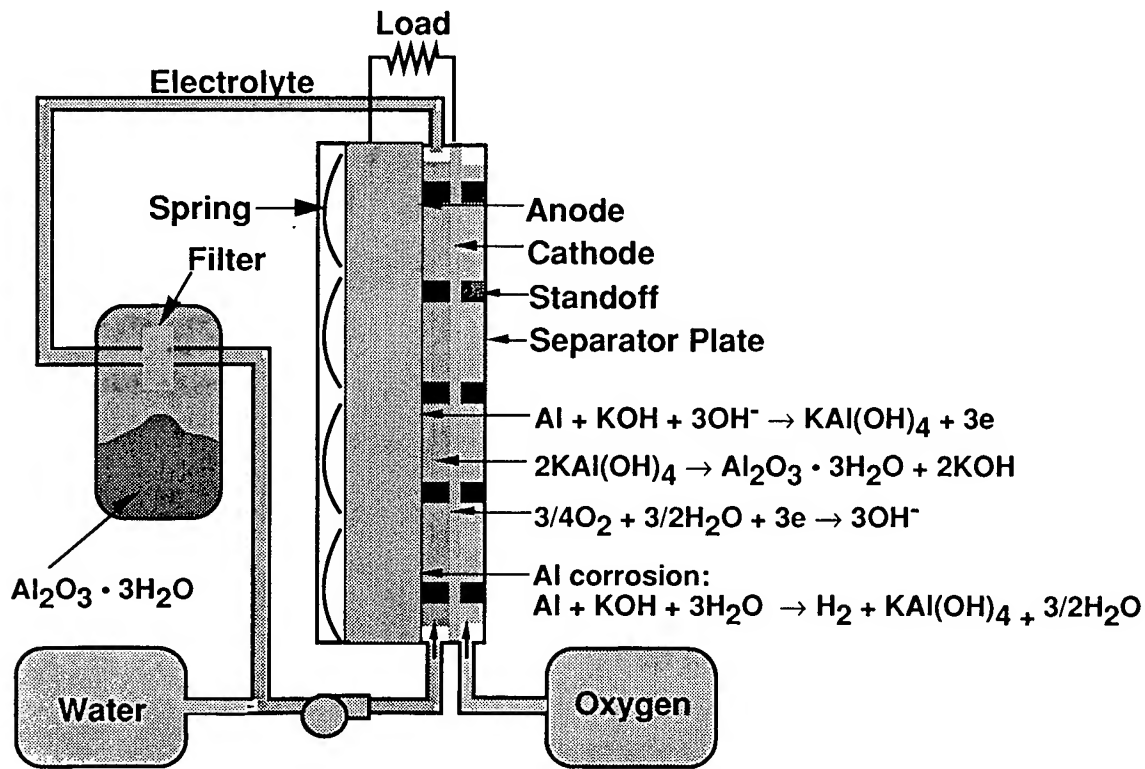 Load
Electrolyte
Spring
Anode
Filter
Cathode
Standoff
Separator Plate
Al + KOH + 3OH⁻ → KAl(OH)₄ + 3e
2KAl(OH)₄ → Al₂O₃ • 3H₂O + 2KOH
3/4O₂ + 3/2H₂O + 3e → 3OH⁻
Al₂O₃ • 3H₂O
Al corrosion:
Al + KOH + 3H₂O → H₂ + KAl(OH)₄ + 3/2H₂O
Water
Oxygen